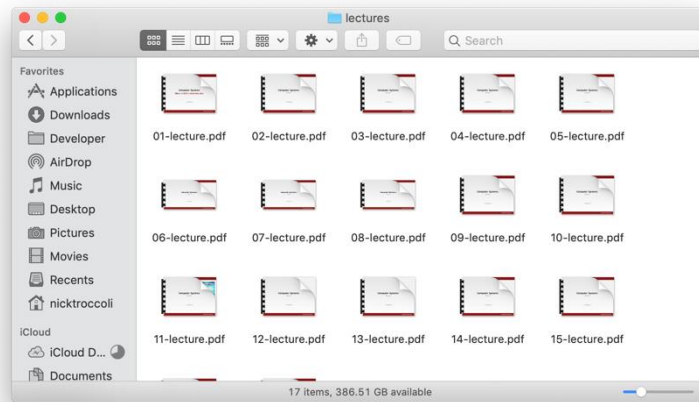 lectures
Search
Favorites
Applications
Downloads
Developer
AirDrop
Music
Desktop
Pictures
Movies
Recents
nicktroccoli
iCloud
iCloud D...
Documents
01-lecture.pdf 02-lecture.pdf 03-lecture.pdf 04-lecture.pdf 05-lecture.pdf
06-lecture.pdf 07-lecture.pdf 08-lecture.pdf 09-lecture.pdf 10-lecture.pdf
11-lecture.pdf 12-lecture.pdf 13-lecture.pdf 14-lecture.pdf 15-lecture.pdf
17 items, 386.51 GB available